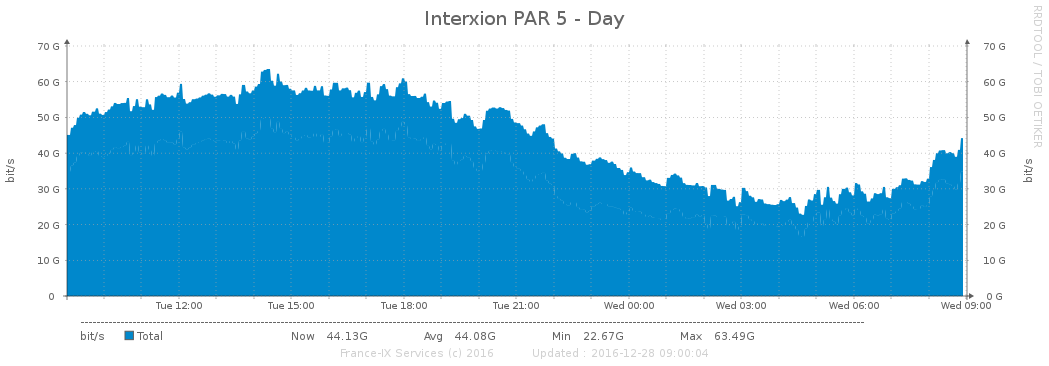 Interxion PAR 5 - Day
RRDTOOL / TOBI OETIKER
bit/s
70 G 70 G
60 G 60 G
50 G 50 G
40 G 40 G
30 G 30 G
20 G 20 G
10 G 10 G
0 0 G
bit/s
Tue 12:00 Tue 15:00 Tue 18:00 Tue 21:00 Wed 00:00 Wed 03:00 Wed 06:00 Wed 09:00
bit/s Total Now 44.13G Avg 44.08G Min 22.67G Max 63.49G
France-IX Services (c) 2016 Updated : 2016-12-28 09:00:04